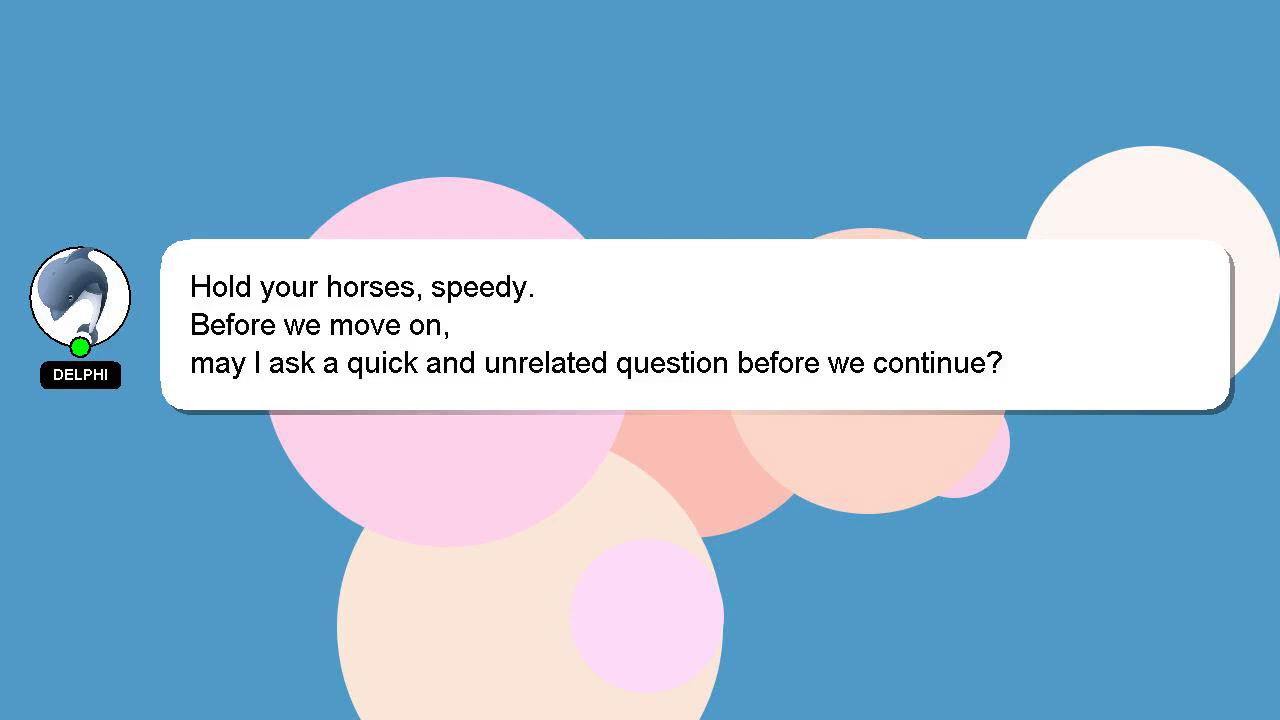 Hold your horses, speedy.
Before we move on,
may I ask a quick and unrelated question before we continue?
DELPHI